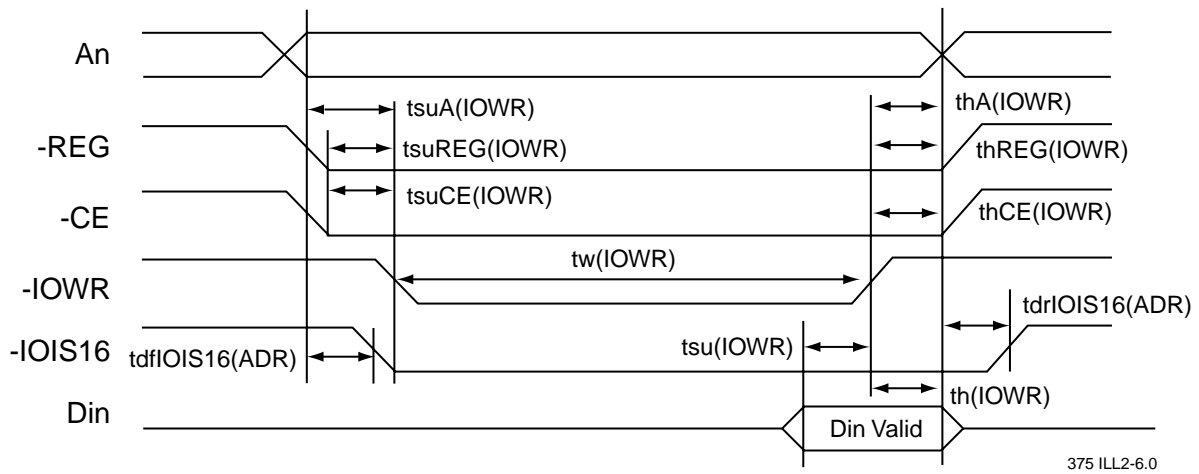 An
tsuA(IOWR)
thA(IOWR)
-REG
tsuREG(IOWR)
thREG(IOWR)
tsuCE(IOWR)
-CE
thCE(IOWR)
tw(IOWR)
-IOWR
tdrIOIS16(ADR)
-IOIS16
tdfIOIS16(ADR)
tsu(IOWR)
th(IOWR)
Din
Din Valid
375 ILL2-6.0